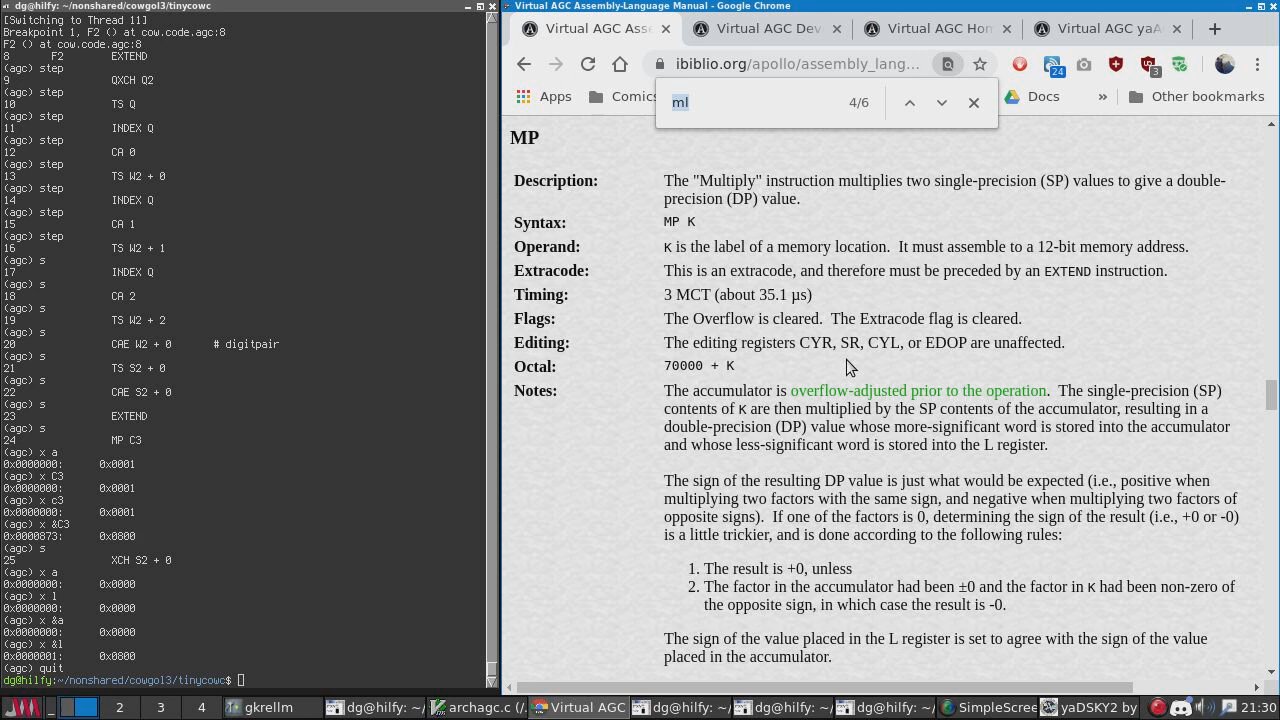 dg@hilfy:~/nonshared/cowgol3/tinycowc
[Switching to Thread 11]
Breakpoint 1, F2 () at cow.code.agc:8
F2 () at cow.code.agc:8
8 F2 EXTEND
(agc) step
9 QXCH Q2
(agc) step
10 TS Q
(agc) step
11 INDEX Q
(agc) step
12 CA 0
(agc) step
13 TS W2 + 0
(agc) step
14 INDEX Q
(agc) step
15 CA 1
(agc) step
16 TS W2 + 1
(agc) s
17 INDEX Q
(agc) s
18 CA 2
(agc) s
19 TS W2 + 2
(agc) s
20 CAE W2 + 0 # digitpair
(agc) s
21 TS S2 + 0
(agc) s
22 CAE S2 + 0
(agc) s
23 EXTEND
(agc) s
24 MP C3
(agc) x a
0x0000000: 0x0001
(agc) x C3
0x0000000: 0x0001
(agc) x c3
0x0000000: 0x0001
(agc) x &C3
0x0000873: 0x0800
(agc) s
25 XCH S2 + 0
(agc) x a
0x0000000: 0x0000
(agc) x l
0x0000000: 0x0000
(agc) x &a
0x0000000: 0x0000
(agc) x &l
0x0000001: 0x0000
(agc) quit
dg@hilfy:~/nonshared/cowgol3/tinycowc$
Virtual AGC Assembly-Language Manual - Google Chrome
Virtual AGC Asse
Virtual AGC Dev
Virtual AGC Hon
Virtual AGC yaA
ibiblio.org/apollo/assembly_lang...
24
3
Apps
Comics
Docs
»
Other bookmarks
ml
4/6
MP
Description: The "Multiply" instruction multiplies two single-precision (SP) values to give a double-
precision (DP) value.
Syntax: MP K
Operand: K is the label of a memory location. It must assemble to a 12-bit memory address.
Extracode: This is an extracode, and therefore must be preceded by an EXTEND instruction.
Timing: 3 MCT (about 35.1 µs)
Flags: The Overflow is cleared. The Extracode flag is cleared.
Editing: The editing registers CYR, SR, CYL, or EDOP are unaffected.
Octal: 70000 + K
Notes: The accumulator is overflow-adjusted prior to the operation. The single-precision (SP)
contents of K are then multiplied by the SP contents of the accumulator, resulting in a
double-precision (DP) value whose more-significant word is stored into the accumulator
and whose less-significant word is stored into the L register.
The sign of the resulting DP value is just what would be expected (i.e., positive when
multiplying two factors with the same sign, and negative when multiplying two factors of
opposite signs). If one of the factors is 0, determining the sign of the result (i.e., +0 or -0)
is a little trickier, and is done according to the following rules:
1. The result is +0, unless
2. The factor in the accumulator had been ±0 and the factor in K had been non-zero of
the opposite sign, in which case the result is -0.
The sign of the value placed in the L register is set to agree with the sign of the value
placed in the accumulator.
2
3
4
gkrellm
dg@hilfy: ~/
archagc.c (/
Virtual AGC
dg@hilfy: ~/
dg@hilfy: ~/
dg@hilfy: ~/
SimpleScree
yaDSKY2 by
21:30